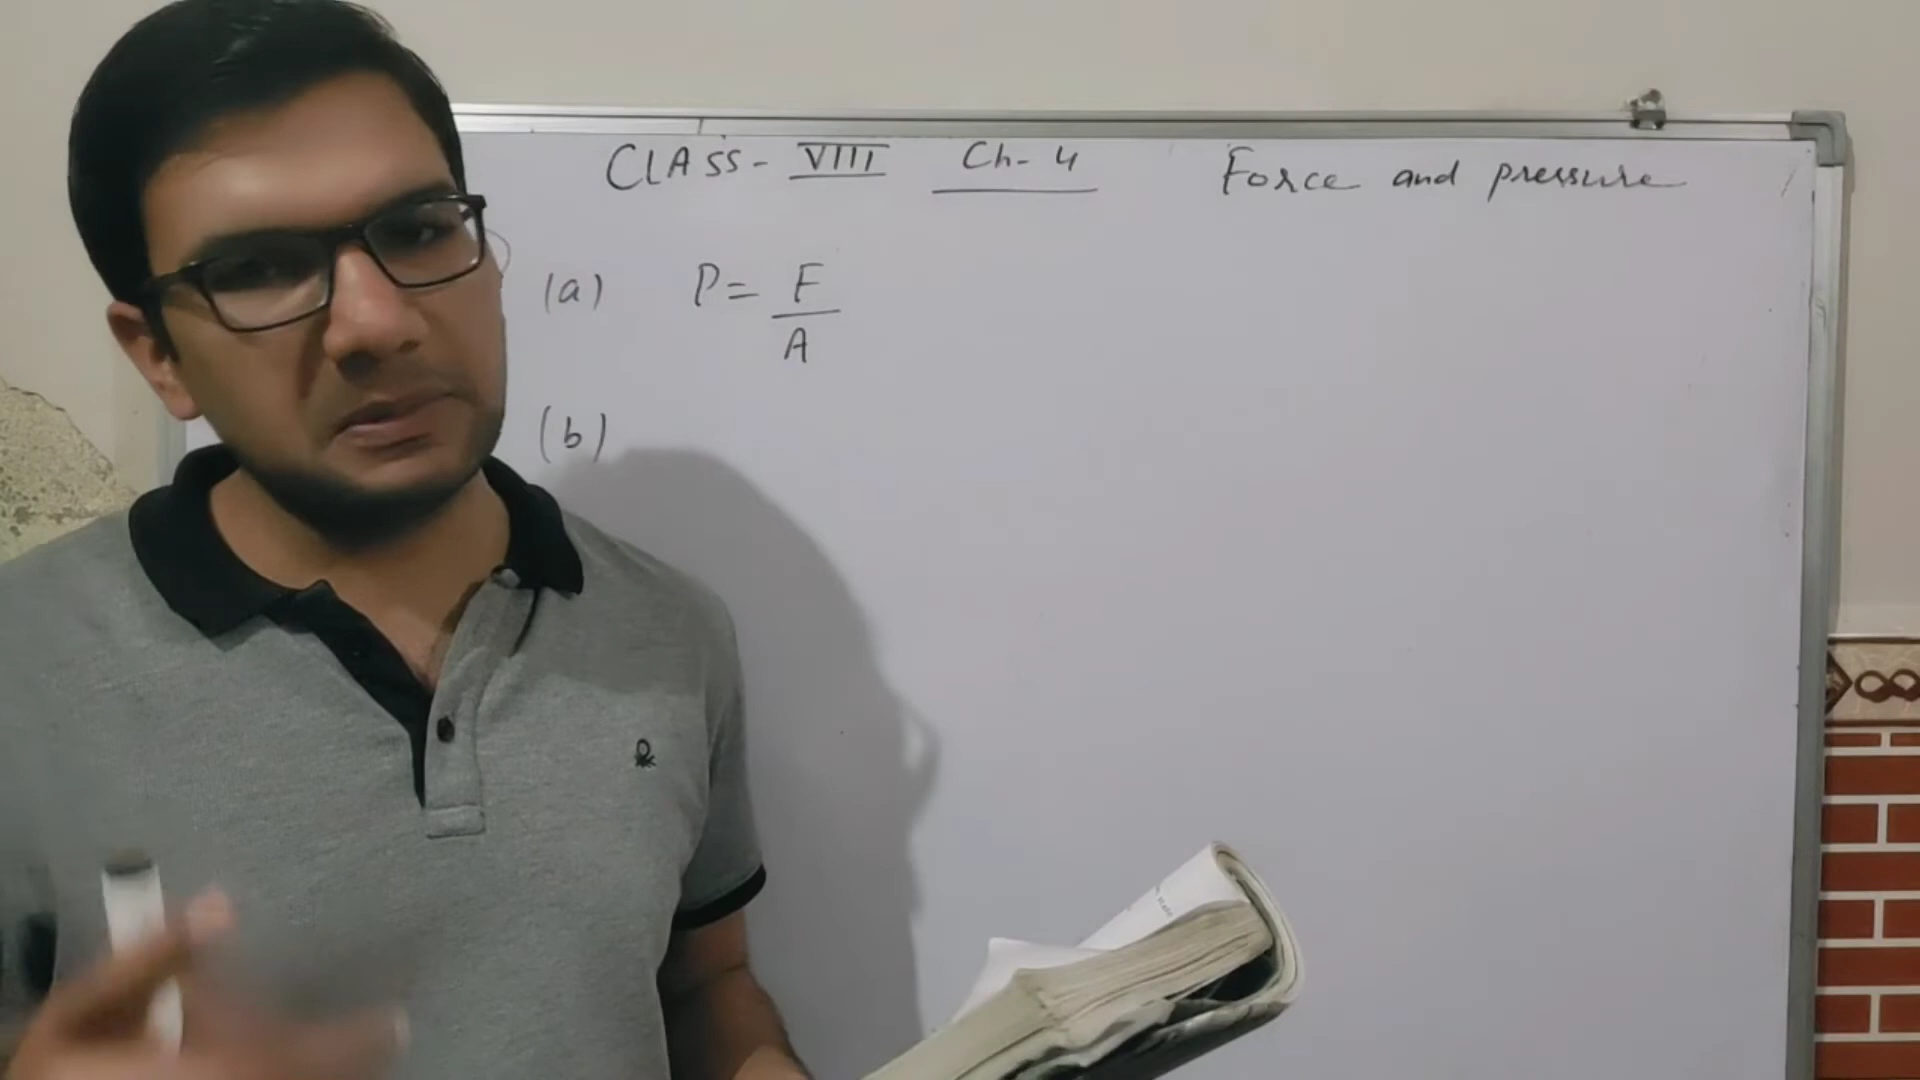 CLASS- VIII Ch- 4 Force and pressure
(a) P = F
A
(b)